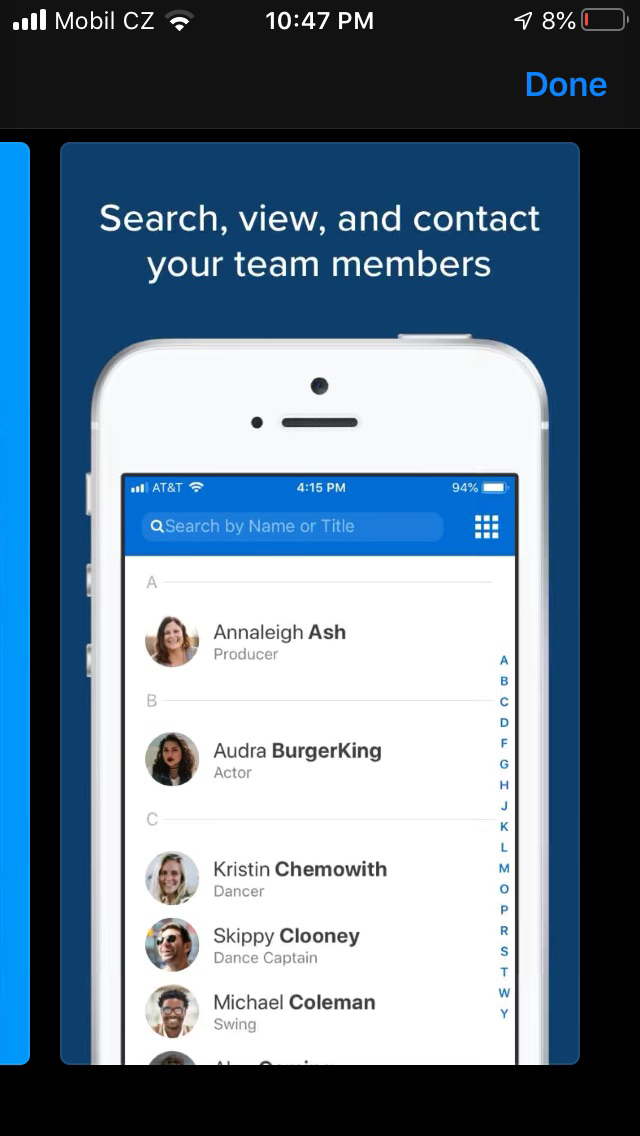 Mobil CZ 10:47 PM 8%
Done
Search, view, and contact
your team members
AT&T 4:15 PM 94%
Search by Name or Title
A
Annaleigh Ash
Producer
B
Audra BurgerKing
Actor
C
Kristin Chemowith
Dancer
Skippy Clooney
Dance Captain
Michael Coleman
Swing
A
B
C
D
F
G
H
J
K
L
M
O
P
R
S
T
W
Y